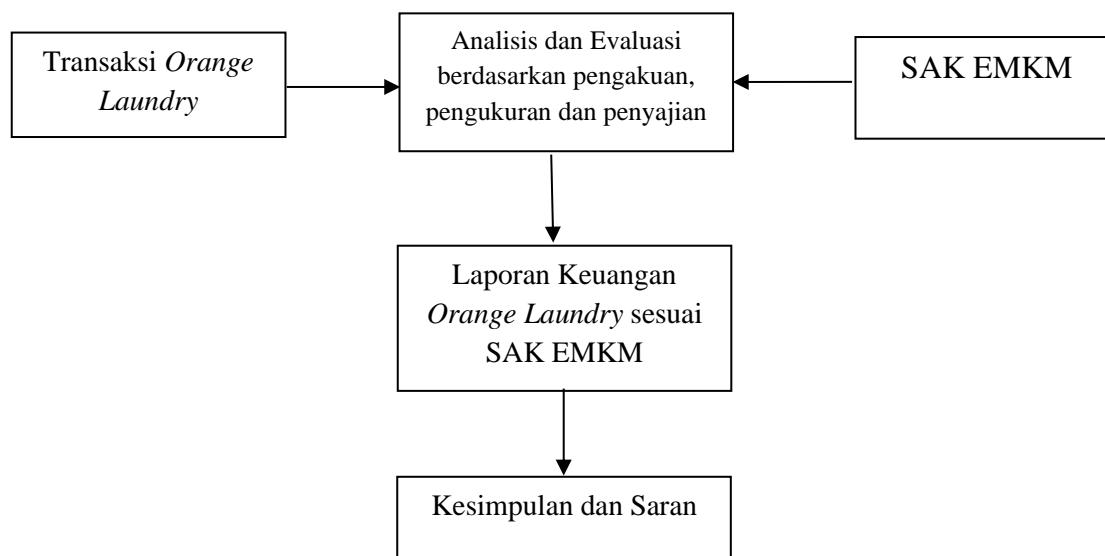 Transaksi Orange
Laundry
Analisis dan Evaluasi
berdasarkan pengakuan,
pengukuran dan penyajian
SAK EMKM
Laporan Keuangan
Orange Laundry sesuai
SAK EMKM
Kesimpulan dan Saran